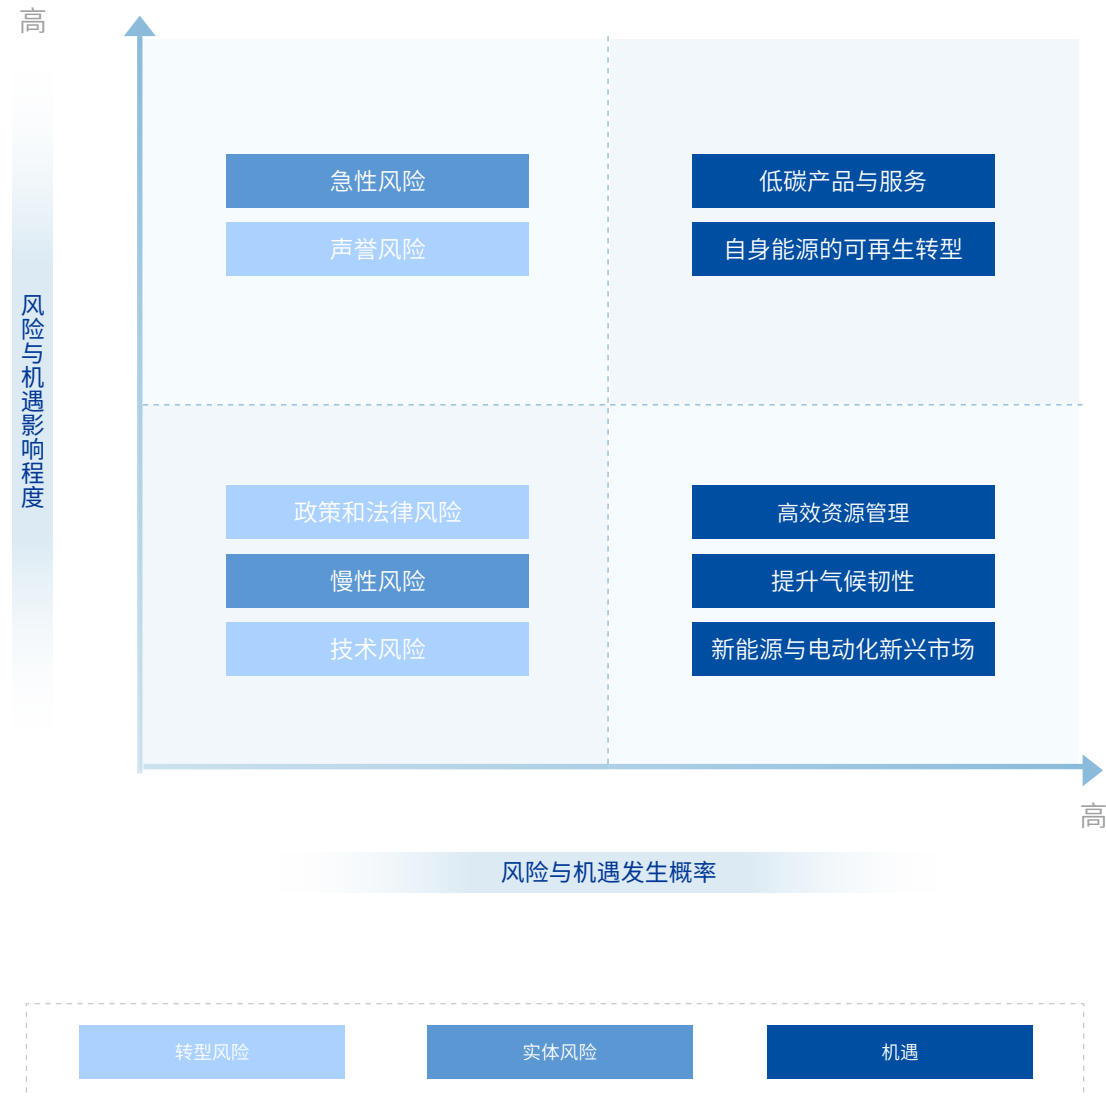 高
风险与机遇影响程度
急性风险
声誉风险
低碳产品与服务
自身能源的可再生转型
政策和法律风险
慢性风险
技术风险
高效资源管理
提升气候韧性
新能源与电动化新兴市场
高
风险与机遇发生概率
转型风险
实体风险
机遇